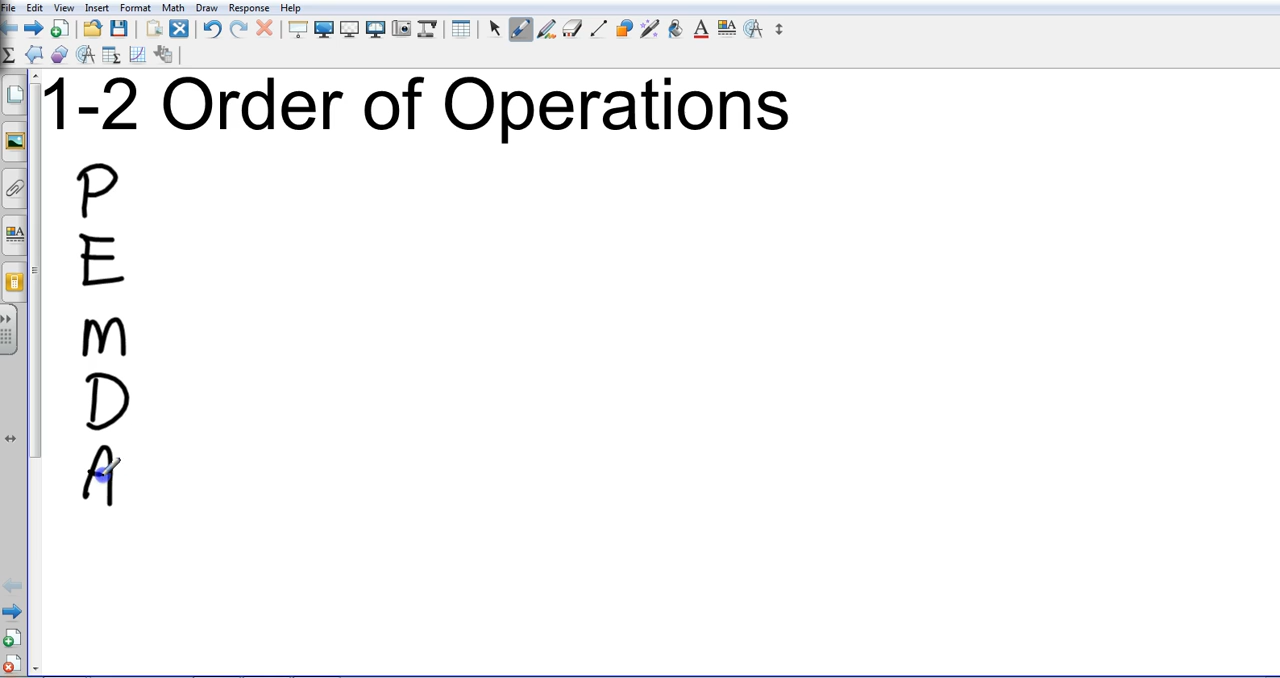 File Edit View Insert Format Math Draw Response Help
1-2 Order of Operations
P
E
M
D
A